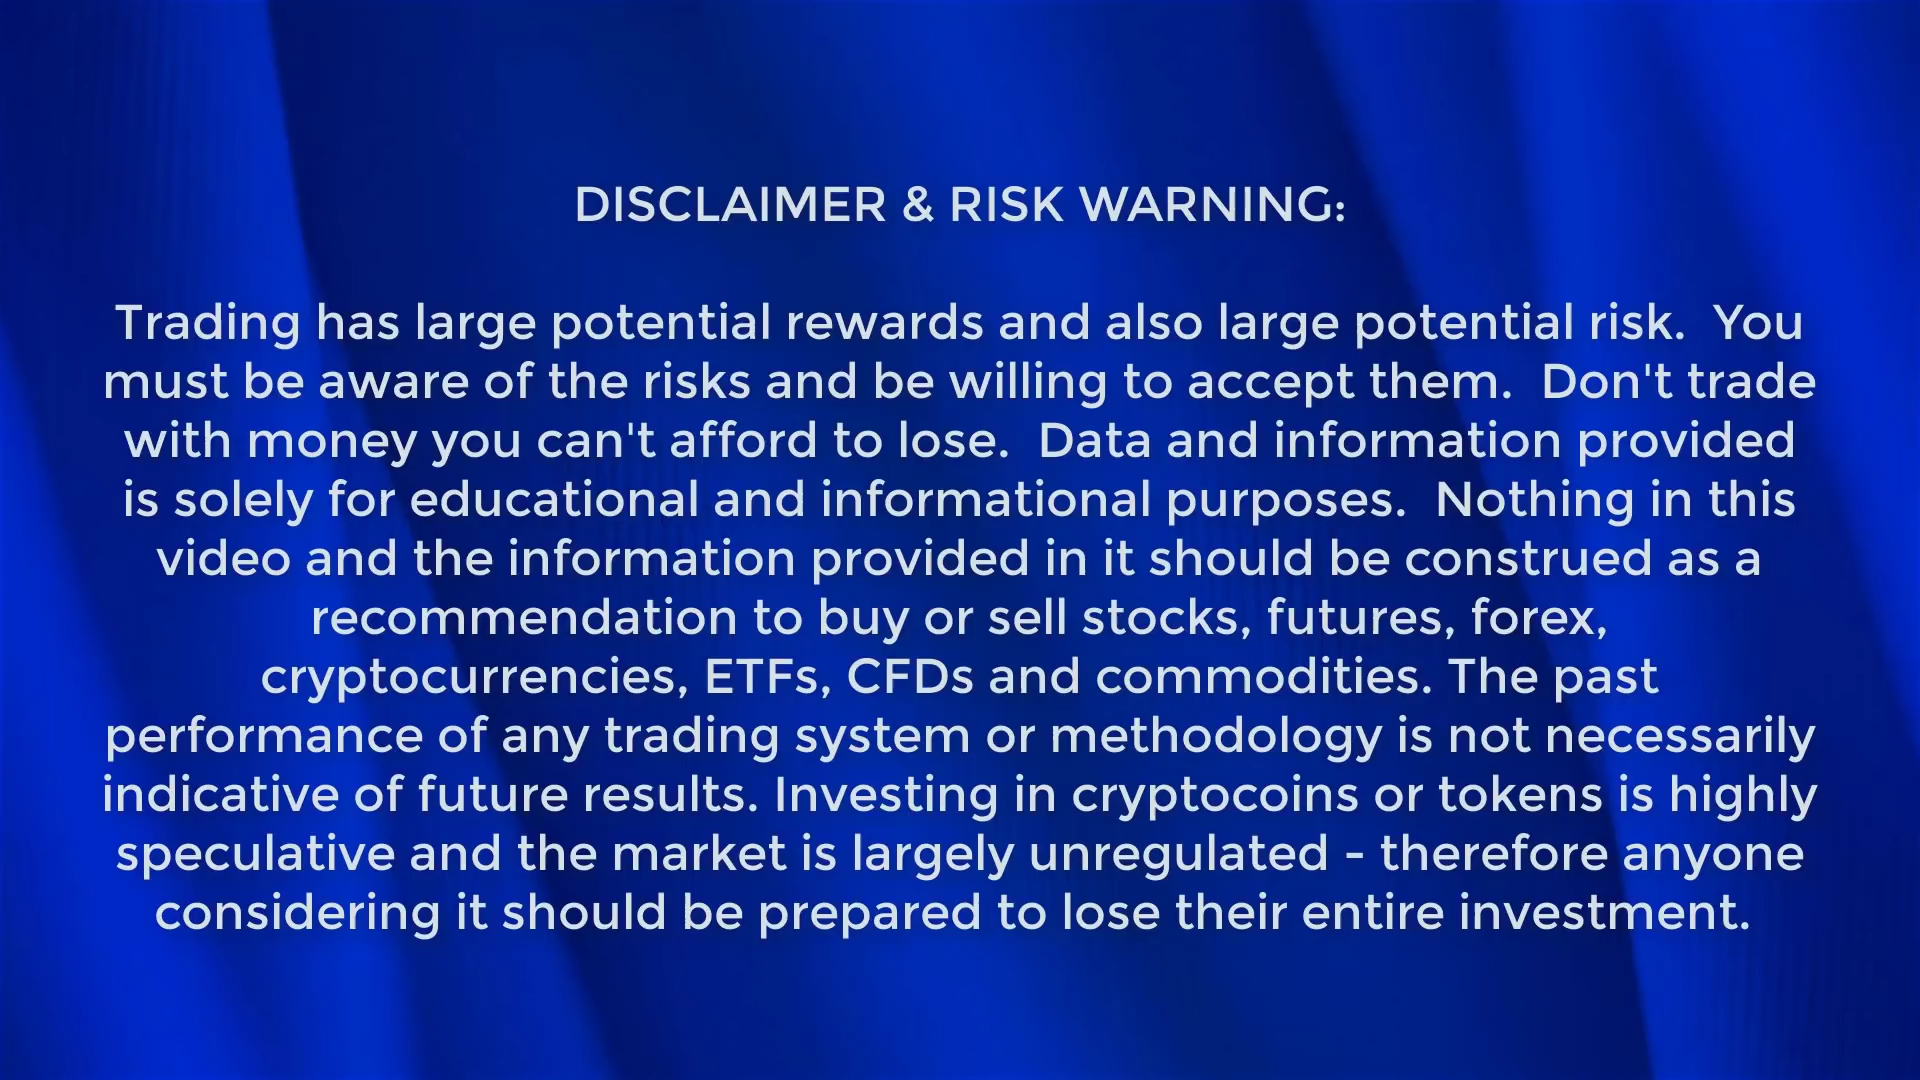 DISCLAIMER & RISK WARNING:
Trading has large potential rewards and also large potential risk.  You
must be aware of the risks and be willing to accept them.  Don't trade
with money you can't afford to lose.  Data and information provided
is solely for educational and informational purposes.  Nothing in this
video and the information provided in it should be construed as a
recommendation to buy or sell stocks, futures, forex,
cryptocurrencies, ETFs, CFDs and commodities. The past
performance of any trading system or methodology is not necessarily
indicative of future results. Investing in cryptocoins or tokens is highly
speculative and the market is largely unregulated - therefore anyone
considering it should be prepared to lose their entire investment.